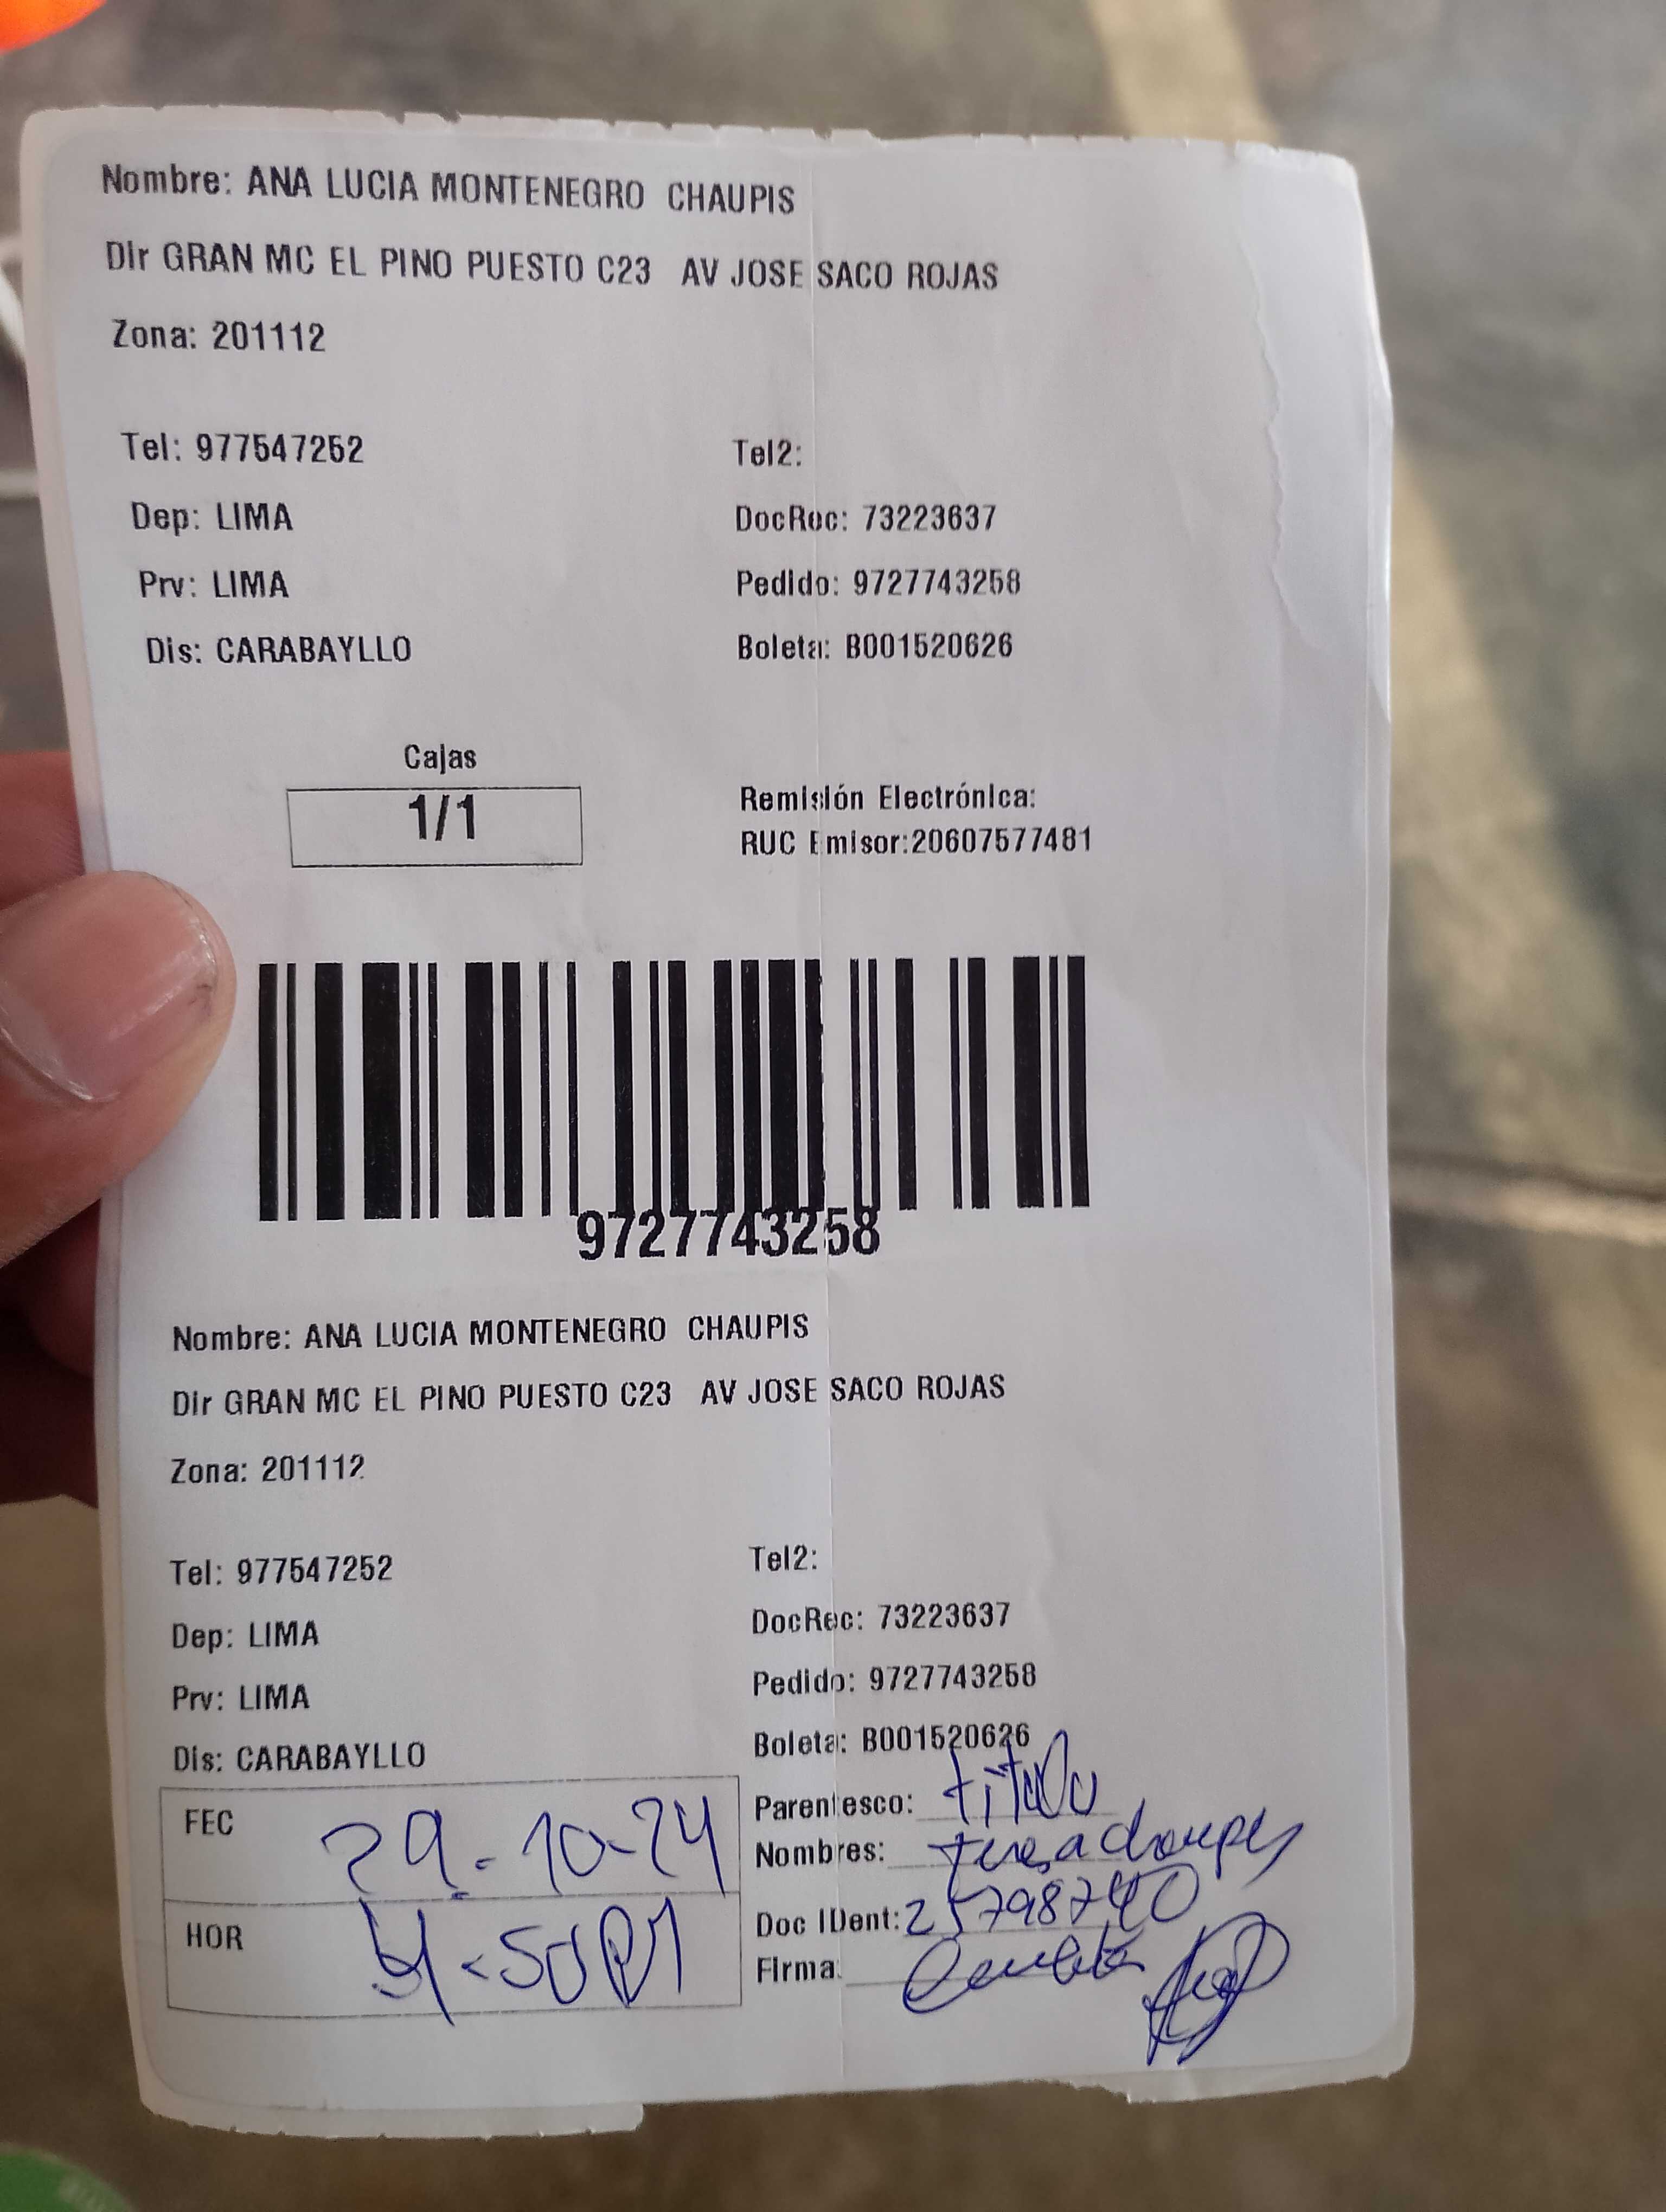 Nombre: ANA LUCIA MONTENEGRO CHAUPIS
Dir GRAN MC EL PINO PUESTO C23 AV JOSE SACO ROJAS
Zona: 201112
Tel: 977547252 Tel2:
Dep: LIMA DocRec: 73223637
Prv: LIMA Pedido: 9727743258
Dis: CARABAYLLO Boleta: B001520626
Cajas
1/1
Remisión Electrónica:
RUC Emisor:20607577481
9727743258
Nombre: ANA LUCIA MONTENEGRO CHAUPIS
Dir GRAN MC EL PINO PUESTO C23 AV JOSE SACO ROJAS
Zona: 201112
Tel: 977547252 Tel2:
Dep: LIMA DocRec: 73223637
Prv: LIMA Pedido: 9727743258
Dis: CARABAYLLO Boleta: B001520626
FEC 29-10-24
HOR 4:50 PM
Parentesco:
Nombres:
Doc IDent: 25798740
Firma: